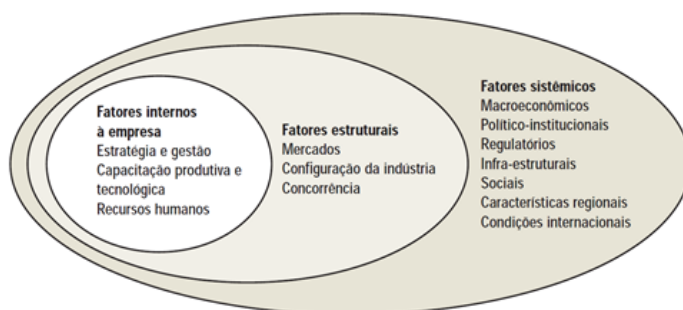 Fatores internos
à empresa
Estratégia e gestão
Capacitação produtiva e
tecnológica
Recursos humanos
Fatores estruturais
Mercados
Configuração da indústria
Concorrência
Fatores sistêmicos
Macroeconômicos
Político-institucionais
Regulatórios
Infra-estruturais
Sociais
Características regionais
Condições internacionais